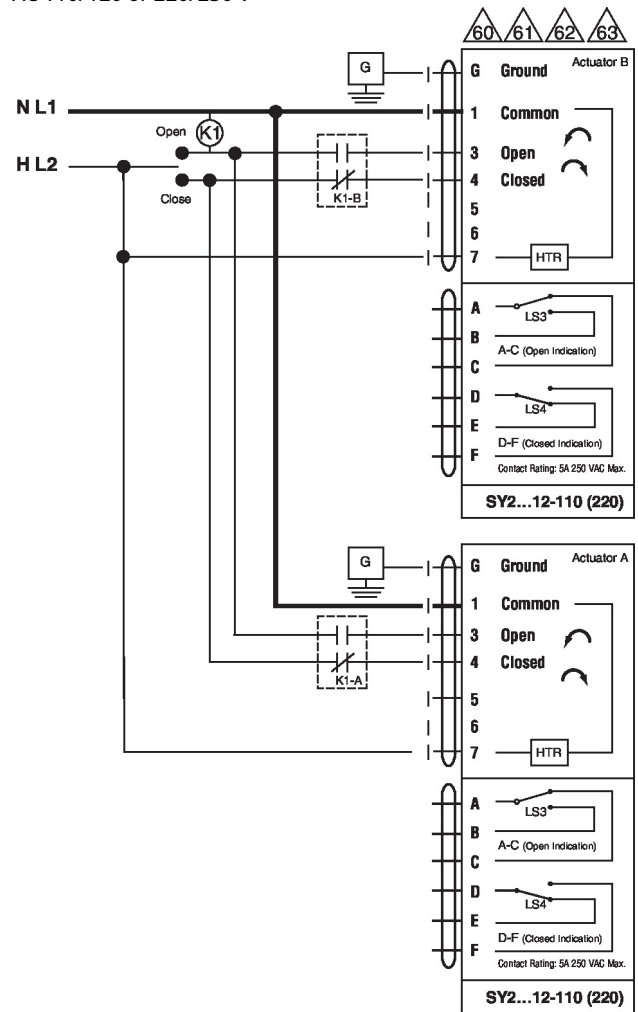 60 61 62 63
G
G Ground Actuator B
N L1
1 Common
Open K1
3 Open
H L2
4 Closed
Close
K1-B
5
6
7 HTR
A
LS3
B
A-C (Open Indication)
C
D
LS4
E
D-F (Closed Indication)
F
Contact Rating: 5A 250 VAC Max.
SY2...12-110 (220)
G
G Ground Actuator A
1 Common
3 Open
4 Closed
K1-A
5
6
7 HTR
A
LS3
B
A-C (Open Indication)
C
D
LS4
E
D-F (Closed Indication)
F
Contact Rating: 5A 250 VAC Max.
SY2...12-110 (220)